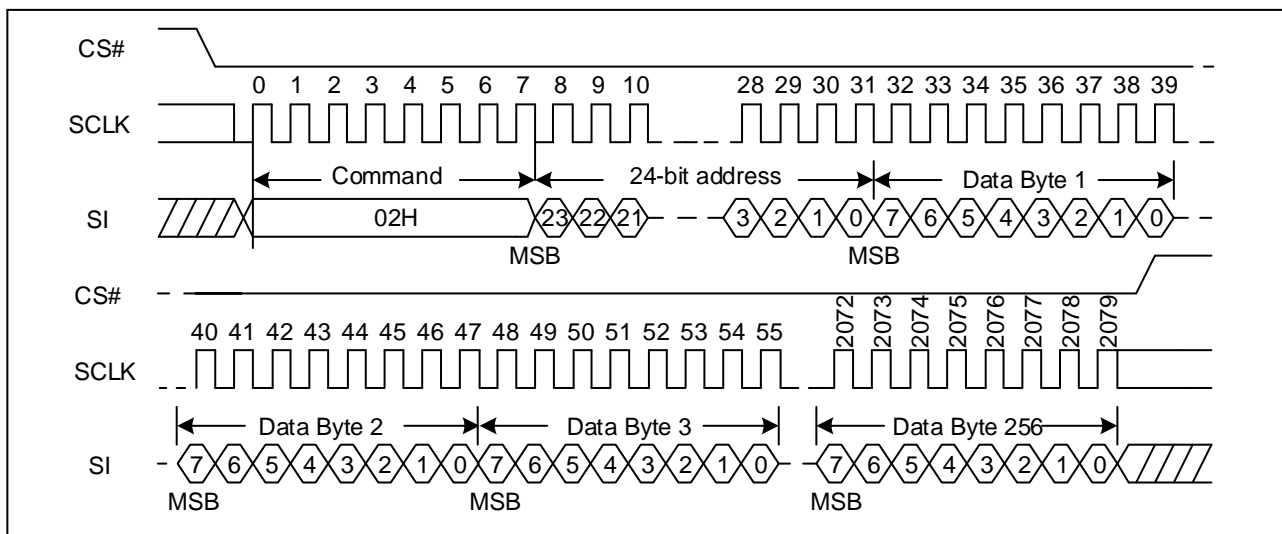 CS#
0 1 2 3 4 5 6 7 8 9 10 28 29 30 31 32 33 34 35 36 37 38 39
SCLK
Command 24-bit address Data Byte 1
SI 02H 23 22 21 3 2 1 0 7 6 5 4 3 2 1 0
MSB MSB
CS#
40 41 42 43 44 45 46 47 48 49 50 51 52 53 54 55 2072 2073 2074 2075 2076 2077 2078 2079
SCLK
Data Byte 2 Data Byte 3 Data Byte 256
SI 7 6 5 4 3 2 1 0 7 6 5 4 3 2 1 0 7 6 5 4 3 2 1 0
MSB MSB MSB